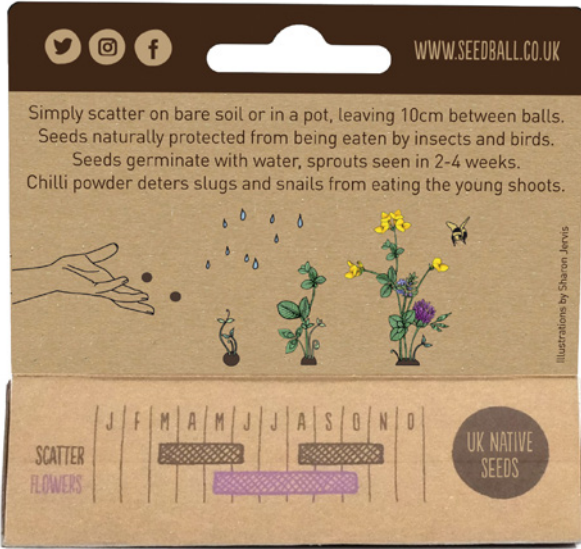 WWW.SEEDBALL.CO.UK
Simply scatter on bare soil or in a pot, leaving 10cm between balls.
Seeds naturally protected from being eaten by insects and birds.
Seeds germinate with water, sprouts seen in 2-4 weeks.
Chilli powder deters slugs and snails from eating the young shoots.
Illustrations by Sharon Jervis
J F M A M J J A S O N D
SCATTER
FLOWERS
UK NATIVE
SEEDS